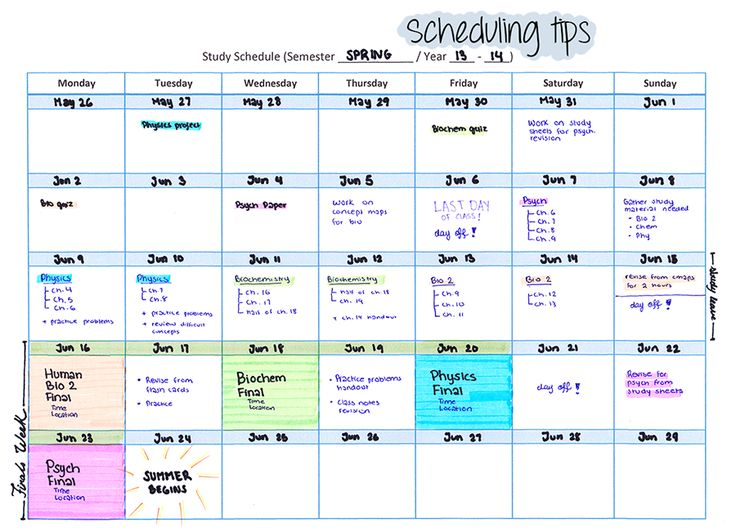 Scheduling tips
Study Schedule (Semester SPRING / Year 13 - 14)
Monday Tuesday Wednesday Thursday Friday Saturday Sunday
May 26 May 27 May 28 May 29 May 30 May 31 Jun 1
Physics project
Biochem quiz
Work on study
sheets for psych.
revision
Jun 2 Jun 3 Jun 4 Jun 5 Jun 6 Jun 7 Jun 8
Bio quiz
Psych Paper
Work on
concept maps
for bio
LAST DAY
OF CLASS!
day off!
Psych
Ch. 6
Ch. 7
Ch. 8
Ch. 9
Gather study
material needed
• Bio 2
• Chem
• Phy
Jun 9 Jun 10 Jun 11 Jun 12 Jun 13 Jun 14 Jun 15
Physics
Ch. 4
Ch. 5
Ch. 6
+ practice problems
Physics
Ch. 7
Ch. 8
+ practice problems
+ review difficult
concepts
Biochemistry
Ch. 16
Ch. 17
half of ch. 18
Biochemistry
half of ch. 18
Ch. 19
+ ch. 14 handout
Bio 2
Ch. 9
Ch. 10
Ch. 11
Bio 2
Ch. 12
Ch. 13
revise from cmaps
for 2 hours
day off!
study leave
Jun 16 Jun 17 Jun 18 Jun 19 Jun 20 Jun 21 Jun 22
Human
Bio 2
Final
Time
Location
• Revise from
flash cards
• Practice
Biochem
Final
Time
Location
• Practice problems
handout
• Class notes
revision
Physics
Final
Time
Location
day off!
Revise for
psych from
study sheets
Finals Week
Jun 23 Jun 24 Jun 25 Jun 26 Jun 27 Jun 28 Jun 29
Psych
Final
Time
Location
SUMMER
BEGINS